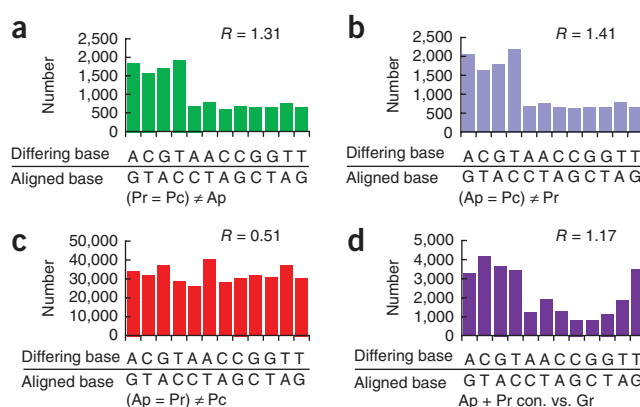 a
R = 1.31
Number
2,500
2,000
1,500
1,000
500
0
Differing base A C G T A A C C G G T T
Aligned base G T A C C T A G C T A G
(Pr = Pc) ≠ Ap
b
R = 1.41
Number
2,500
2,000
1,500
1,000
500
0
Differing base A C G T A A C C G G T T
Aligned base G T A C C T A G C T A G
(Ap = Pc) ≠ Pr
c
R = 0.51
Number
50,000
40,000
30,000
20,000
10,000
0
Differing base A C G T A A C C G G T T
Aligned base G T A C C T A G C T A G
(Ap = Pr) ≠ Pc
d
R = 1.17
Number
5,000
4,000
3,000
2,000
1,000
0
Differing base A C G T A A C C G G T T
Aligned base G T A C C T A G C T A G
Ap + Pr con. vs. Gr